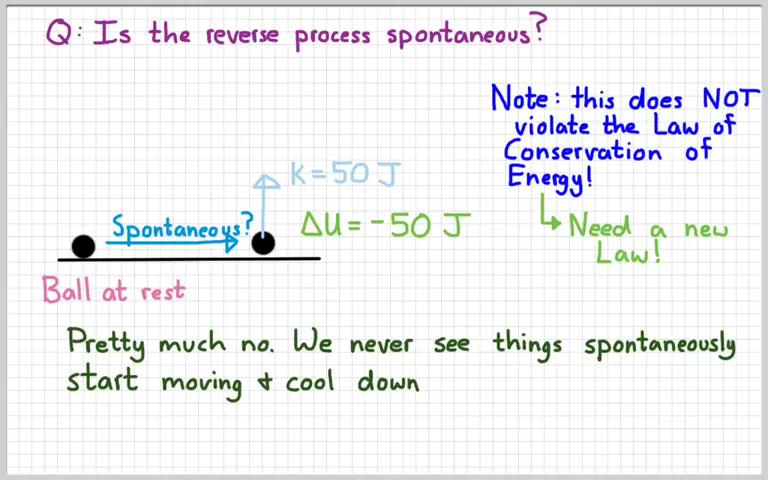 Q: Is the reverse process spontaneous?
Note: this does NOT
violate the Law of
Conservation of
Energy!
Need a new
Law!
K=50 J
Spontaneous?
ΔU=-50 J
Ball at rest
Pretty much no. We never see things spontaneously
start moving + cool down